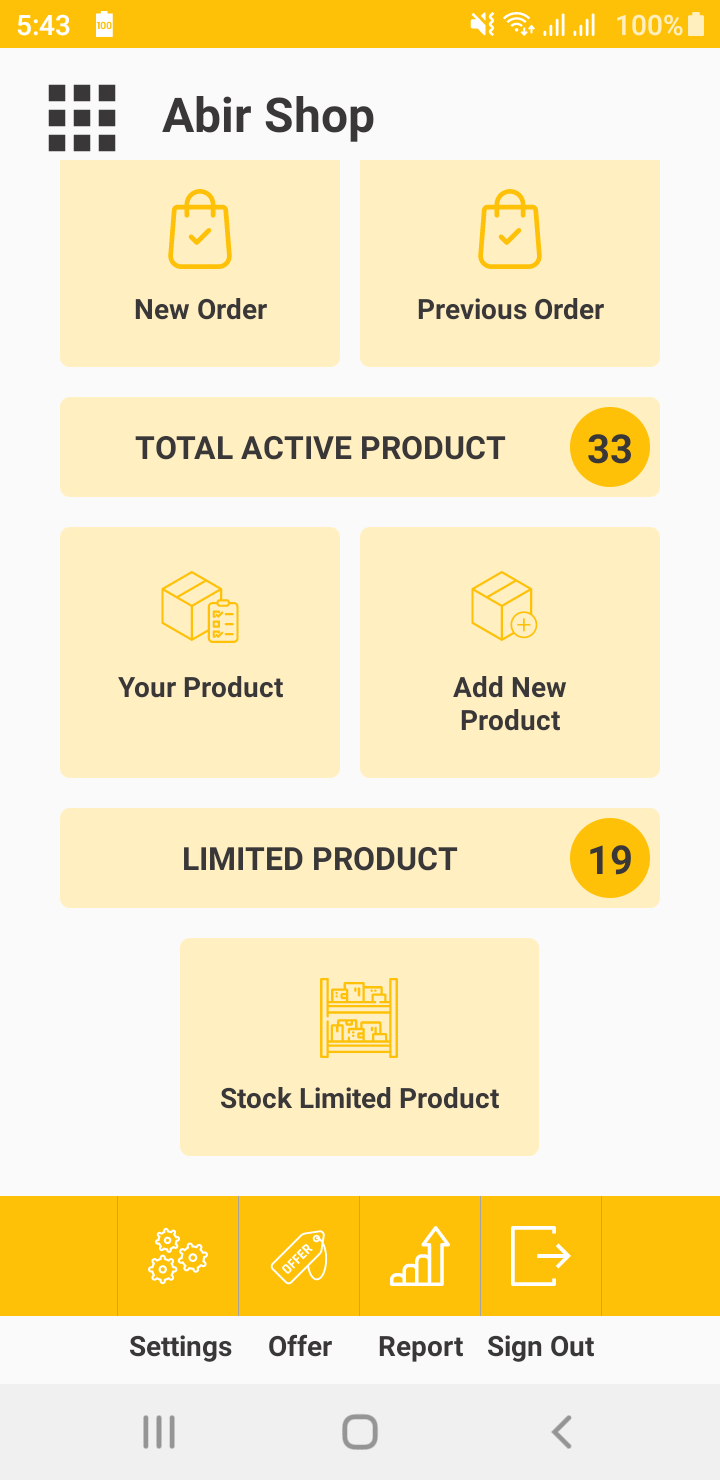 5:43
100
100%
Abir Shop
New Order
Previous Order
TOTAL ACTIVE PRODUCT
33
Your Product
Add New
Product
LIMITED PRODUCT
19
Stock Limited Product
OFFER
Settings
Offer
Report
Sign Out